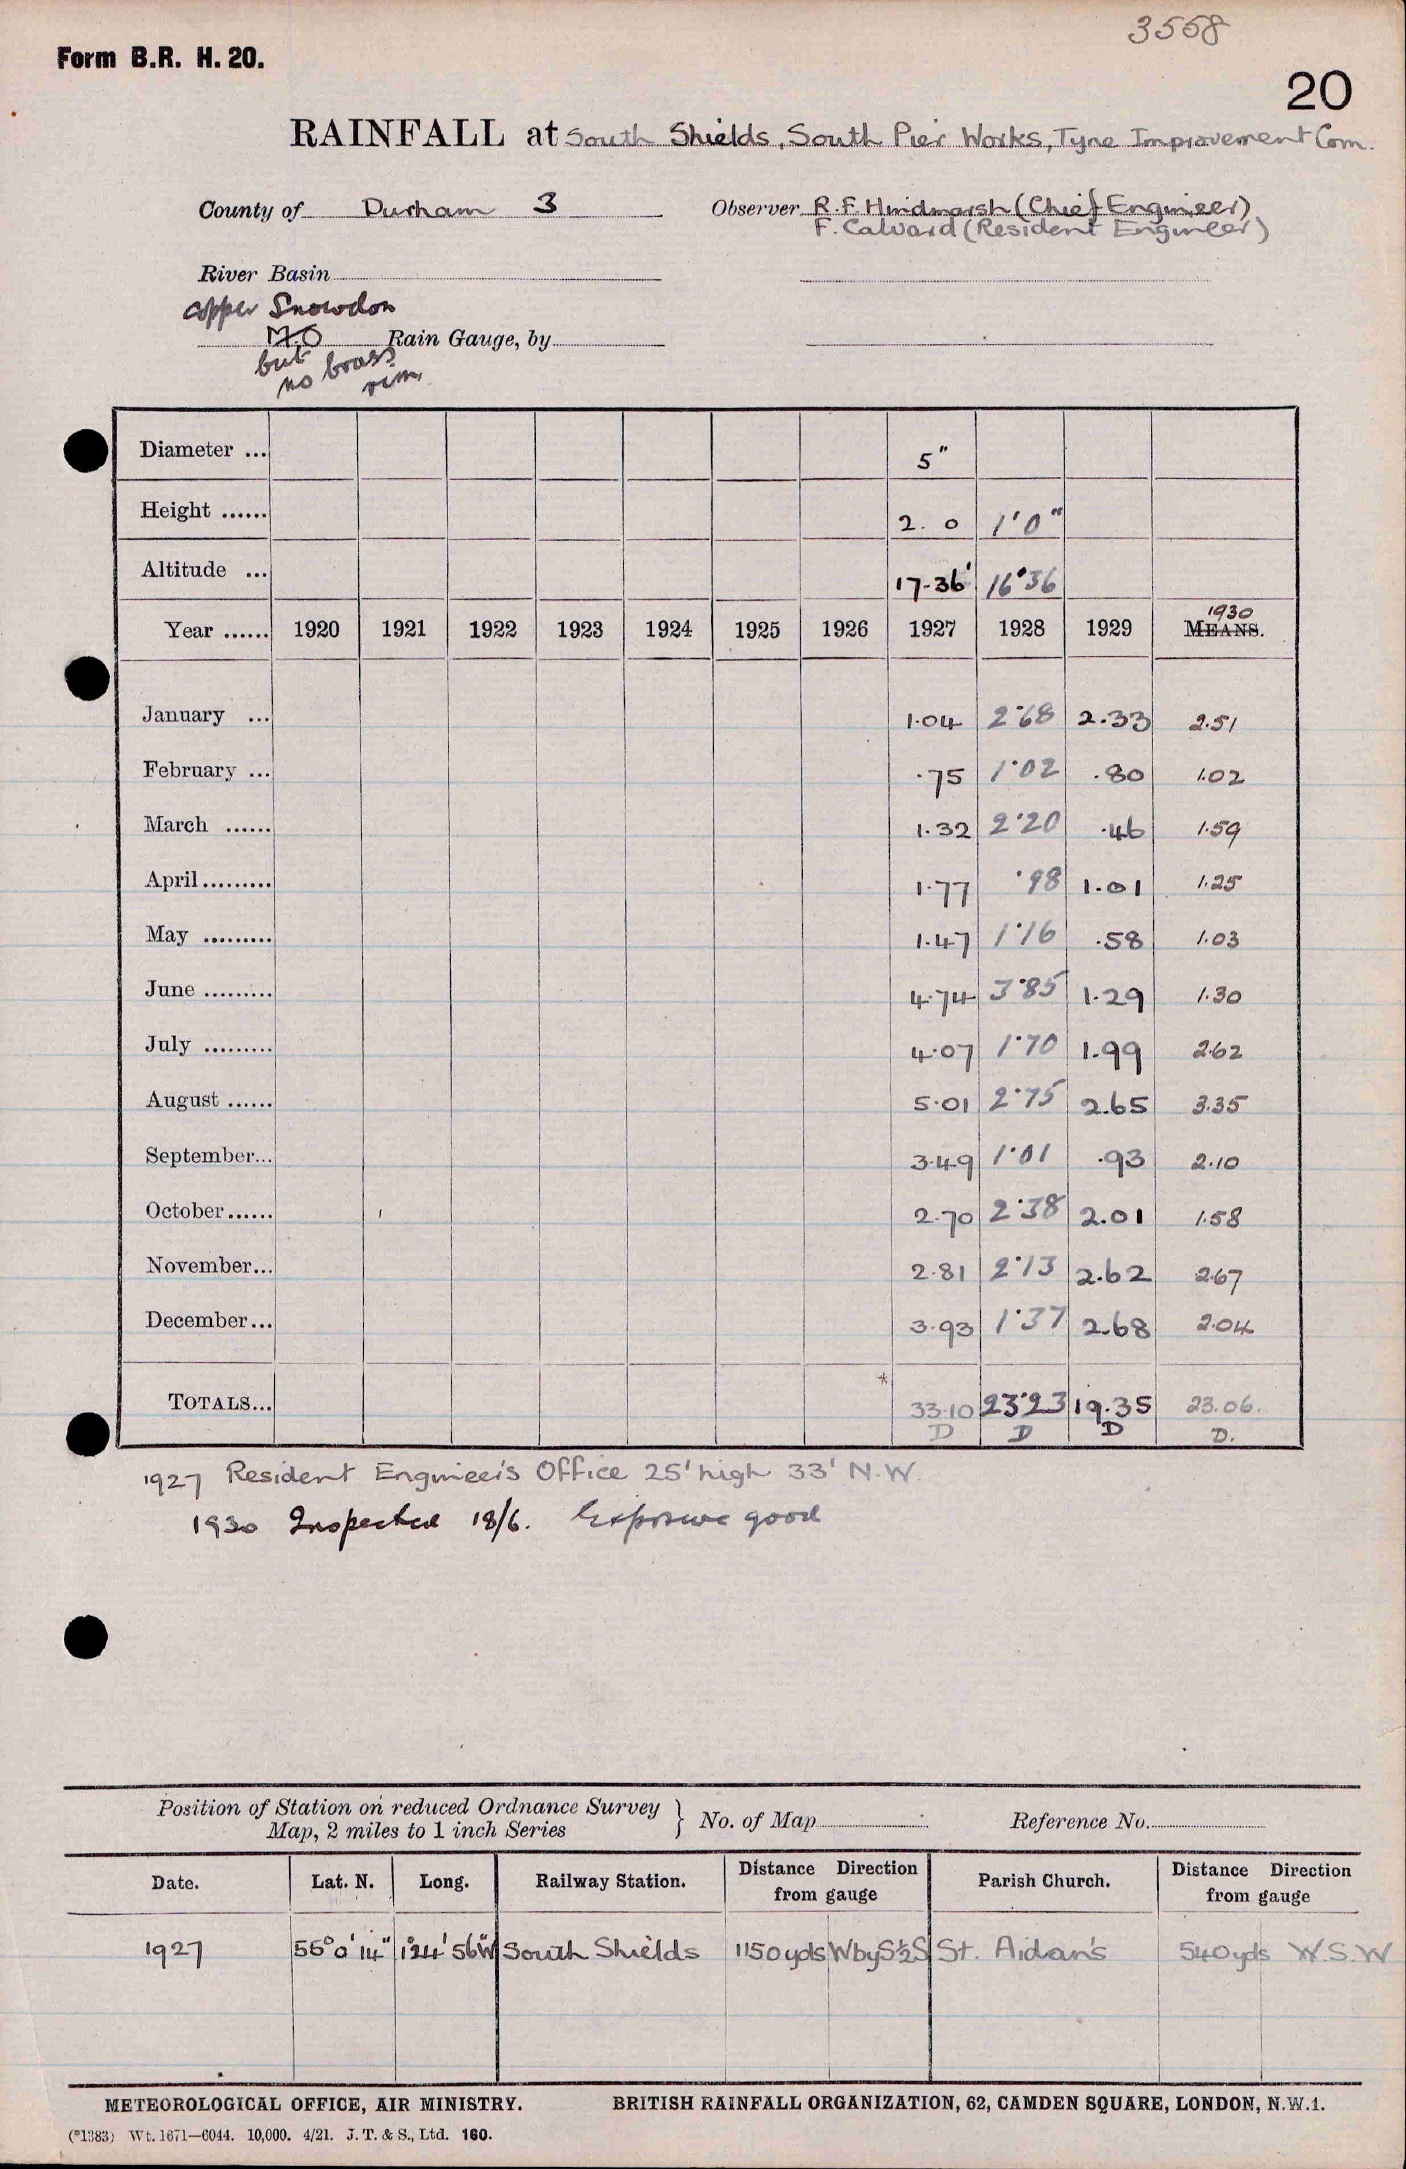 3558
Form B.R. H. 20.
20
RAINFALL at South Shields, South Pier Works, Tyne Improvement Com.
County of Durham 3 Observer R.F. Hindmarsh (Chief Engineer)
F. Calvard (Resident Engineer)
River Basin
Copper Snowdon
M.O Rain Gauge, by
but no brass rim
Diameter ... 5"
Height ...... 2. 0 1'0"
Altitude ... 17.36' 16·36
Year ...... 1920 1921 1922 1923 1924 1925 1926 1927 1928 1929 1930 MEANS.
January ... 1.04 2·68 2.33 2.51
February ... .75 1·02 .80 1.02
March ...... 1.32 2·20 .46 1.59
April ......... 1.77 ·98 1.01 1.25
May ......... 1.47 1·16 .58 1.03
June ......... 4.74 3·85 1.29 1.30
July ......... 4.07 1·70 1.99 2.62
August ...... 5.01 2·75 2.65 3.35
September... 3.49 1·01 .93 2.10
October...... 2.70 2·38 2.01 1.58
November... 2.81 2·13 2.62 2.67
December... 3.93 1·37 2.68 2.04
TOTALS... * 33.10 23·23 19.35 23.06.
D D D D.
1927 Resident Engineer's Office 25' high 33' N.W.
1930 Inspected 18/6. Exposure good
Position of Station on reduced Ordnance Survey Map, 2 miles to 1 inch Series } No. of Map Reference No.
Date. Lat. N. Long. Railway Station. Distance Direction from gauge Parish Church. Distance Direction from gauge
1927 55° 0' 14" 1° 24' 56" W South Shields 1150 yds W by S ½ S St. Aidan's 540 yds W.S.W
METEOROLOGICAL OFFICE, AIR MINISTRY. BRITISH RAINFALL ORGANIZATION, 62, CAMDEN SQUARE, LONDON, N.W.1.
(*1383) Wt. 1671—6044. 10,000. 4/21. J. T. & S., Ltd. 160.